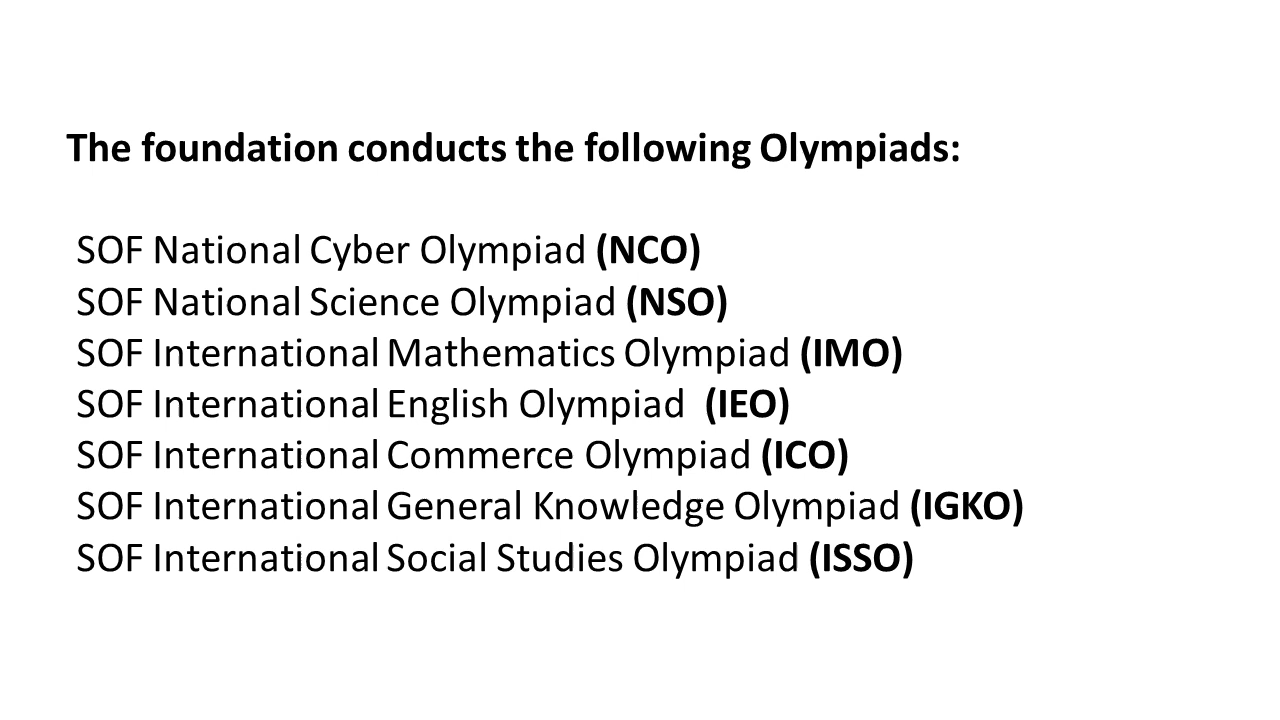 The foundation conducts the following Olympiads:
SOF National Cyber Olympiad (NCO)
SOF National Science Olympiad (NSO)
SOF International Mathematics Olympiad (IMO)
SOF International English Olympiad  (IEO)
SOF International Commerce Olympiad (ICO)
SOF International General Knowledge Olympiad (IGKO)
SOF International Social Studies Olympiad (ISSO)